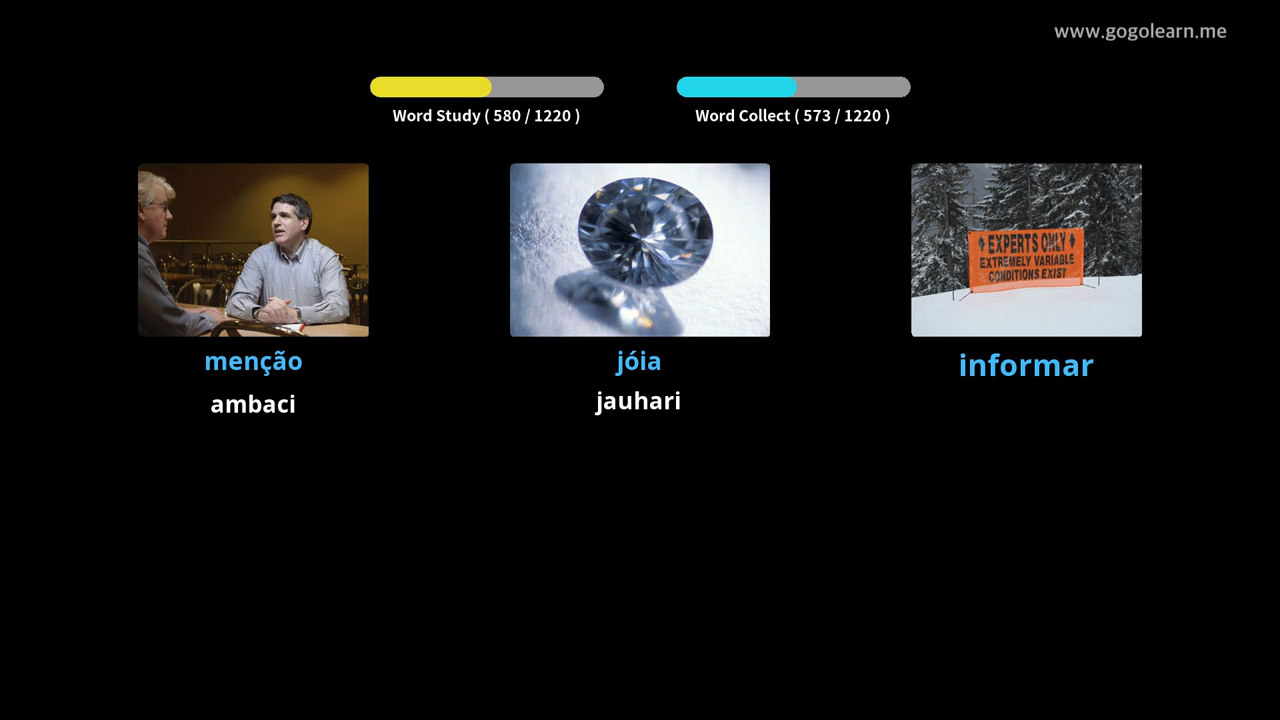 www.gogolearn.me
Word Study ( 580 / 1220 )
Word Collect ( 573 / 1220 )
EXPERTS ONLY
EXTREMELY VARIABLE
CONDITIONS EXIST
menção
jóia
informar
ambaci
jauhari